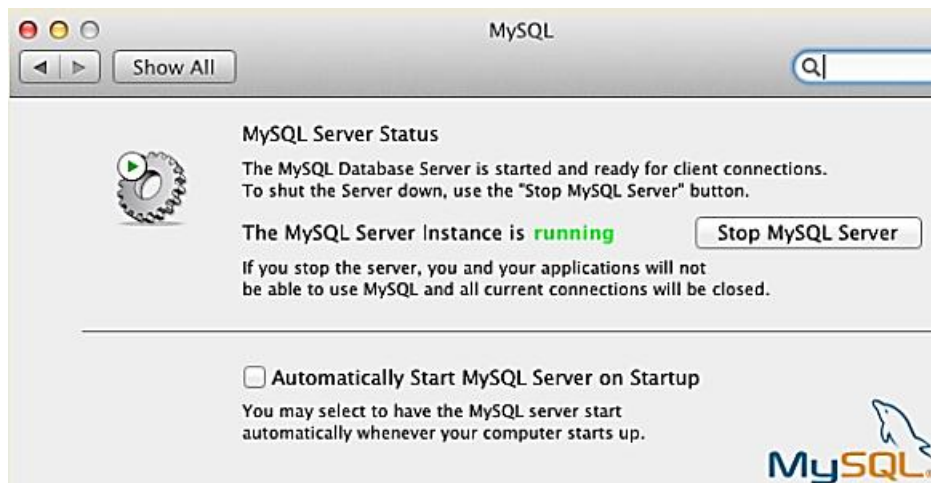 MySQL
Show All
MySQL Server Status
The MySQL Database Server is started and ready for client connections.
To shut the Server down, use the "Stop MySQL Server" button.
The MySQL Server Instance is running
Stop MySQL Server
If you stop the server, you and your applications will not
be able to use MySQL and all current connections will be closed.
Automatically Start MySQL Server on Startup
You may select to have the MySQL server start
automatically whenever your computer starts up.
MySQL®